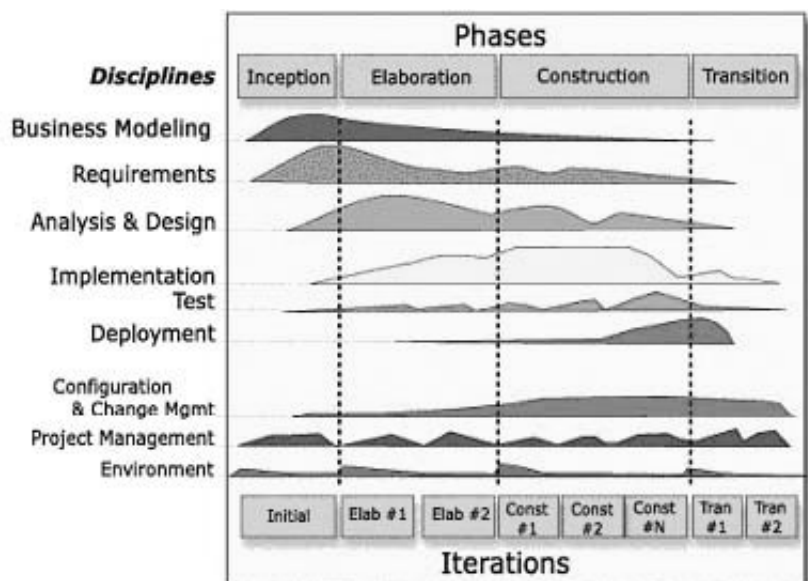 Phases
Disciplines
Inception
Elaboration
Construction
Transition
Business Modeling
Requirements
Analysis & Design
Implementation
Test
Deployment
Configuration
& Change Mgmt
Project Management
Environment
Initial
Elab #1
Elab #2
Const
#1
Const
#2
Const
#N
Tran
#1
Tran
#2
Iterations